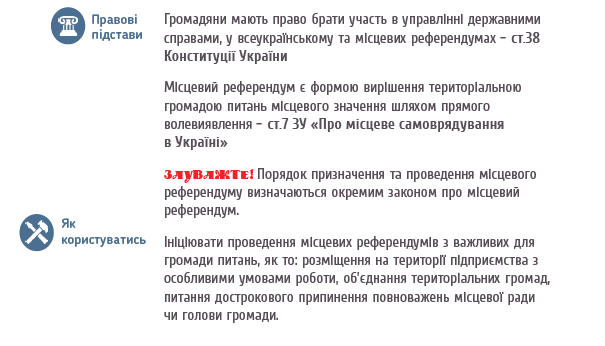 Правові
підстави
Громадяни мають право брати участь в управлінні державними
справами, у всеукраїнському та місцевих референдумах – ст.38
Конституції України
Місцевий референдум є формою вирішення територіальною
громадою питань місцевого значення шляхом прямого
волевиявлення – ст.7 ЗУ «Про місцеве самоврядування
в Україні»
ЗАУВАЖТЕ! Порядок призначення та проведення місцевого
референдуму визначаються окремим законом про місцевий
референдум.
Як
користуватись
Ініціювати проведення місцевих референдумів з важливих для
громади питань, як то: розміщення на території підприємства з
особливими умовами роботи, об'єднання територіальних громад,
питання дострокового припинення повноважень місцевої ради
чи голови громади.